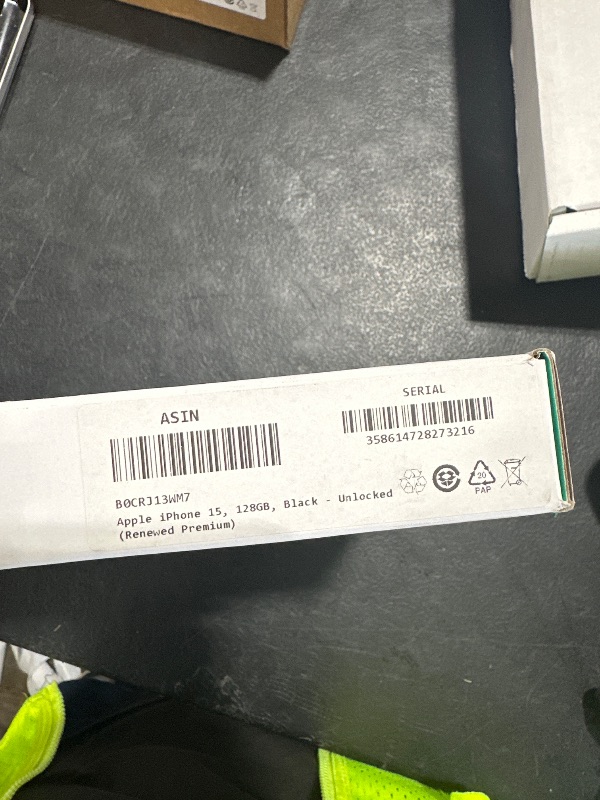 ASIN
B0CRJ13WM7
Apple iPhone 15, 128GB, Black - Unlocked
(Renewed Premium)
SERIAL
358614728273216
20
PAP